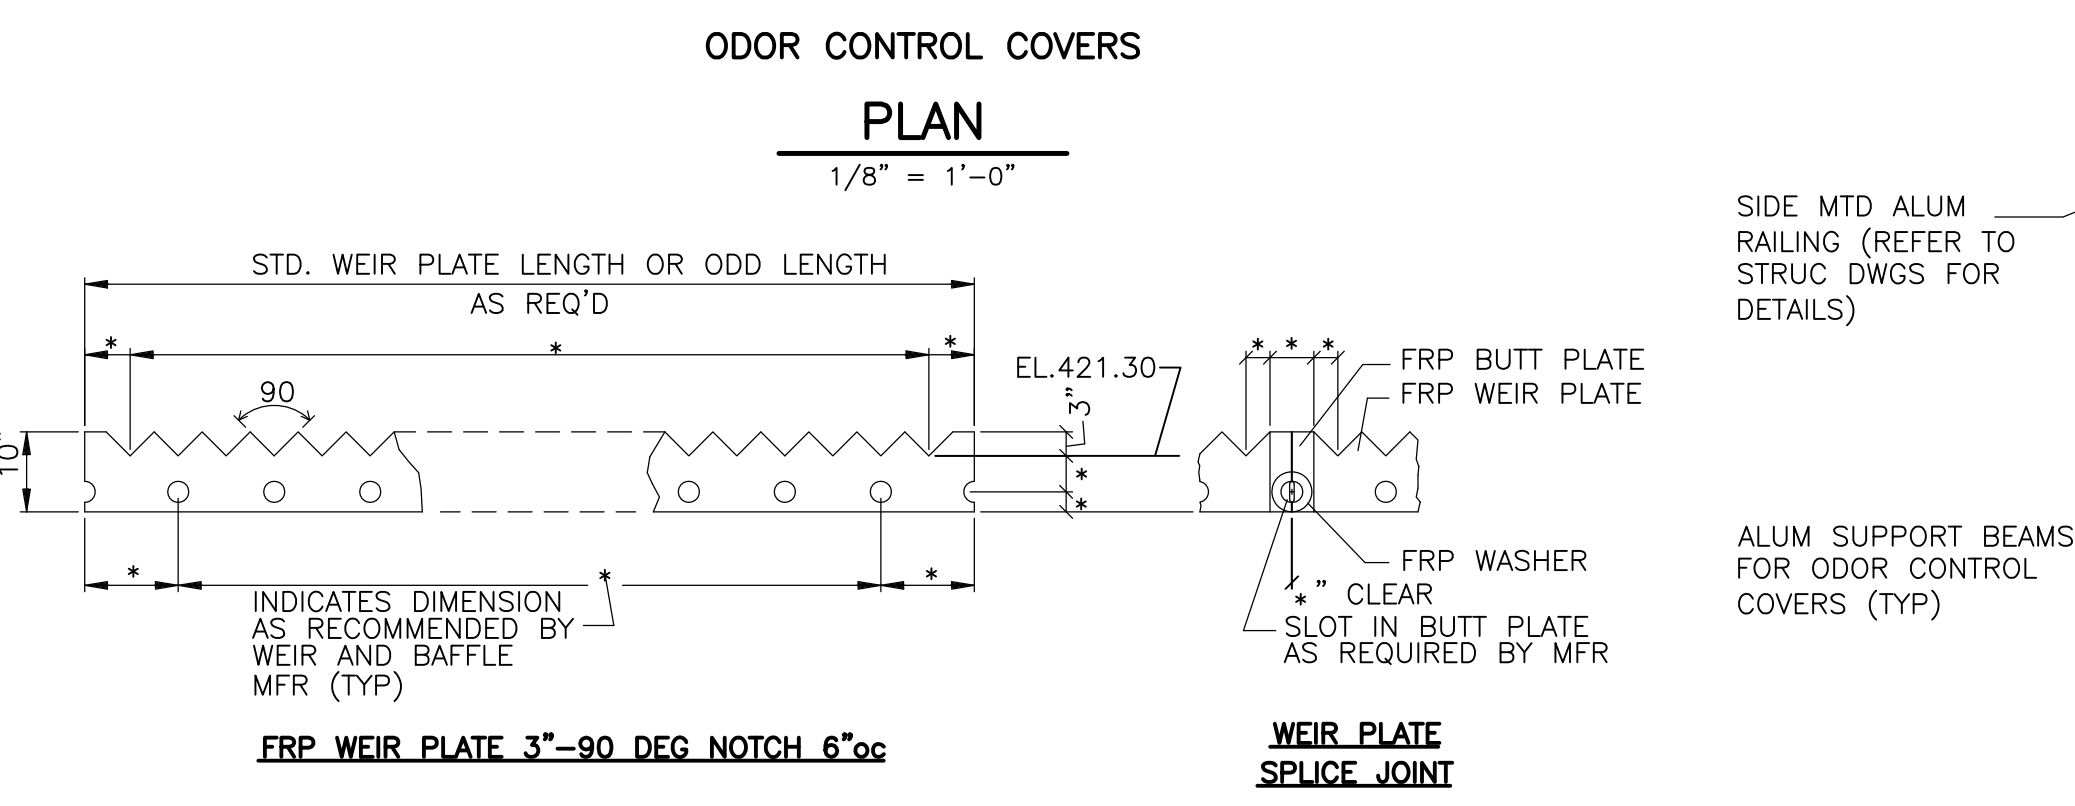 ODOR CONTROL COVERS
PLAN
1/8" = 1'-0"
SIDE MTD ALUM
RAILING (REFER TO
STRUC DWGS FOR
DETAILS)
STD. WEIR PLATE LENGTH OR ODD LENGTH
AS REQ'D
* * *
90
10"
EL.421.30
3"
*
*
* * *
INDICATES DIMENSION
AS RECOMMENDED BY
WEIR AND BAFFLE
MFR (TYP)
FRP WEIR PLATE 3"-90 DEG NOTCH 6"oc
* * *
FRP BUTT PLATE
FRP WEIR PLATE
FRP WASHER
*" CLEAR
SLOT IN BUTT PLATE
AS REQUIRED BY MFR
WEIR PLATE
SPLICE JOINT
ALUM SUPPORT BEAMS
FOR ODOR CONTROL
COVERS (TYP)